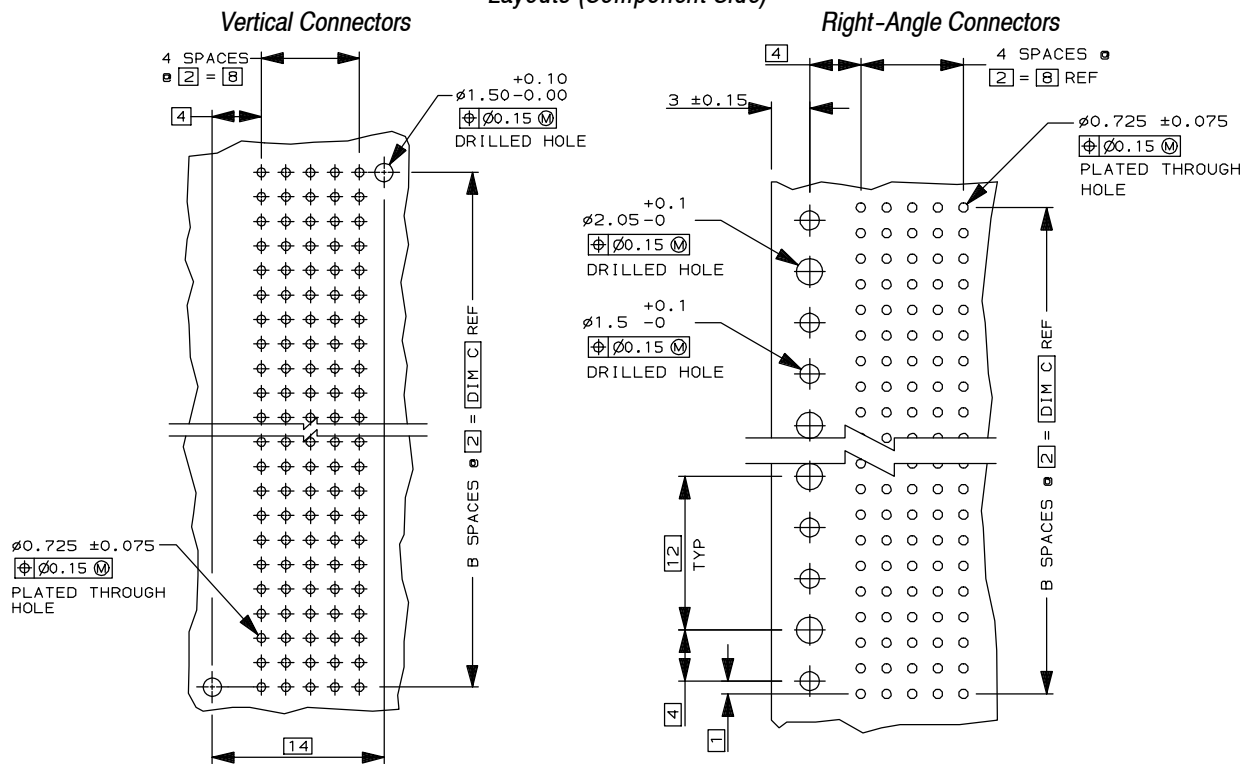 Layouts (Component Side)
Vertical Connectors
4 SPACES
@ 2 = 8
4
+0.10
ø1.50-0.00
⌖ Ø0.15 Ⓜ
DRILLED HOLE
B SPACES @ 2 = DIM C REF
ø0.725 ±0.075
⌖ Ø0.15 Ⓜ
PLATED THROUGH
HOLE
14
Right-Angle Connectors
4
4 SPACES @
2 = 8 REF
3 ±0.15
ø0.725 ±0.075
⌖ Ø0.15 Ⓜ
PLATED THROUGH
HOLE
+0.1
ø2.05-0
⌖ Ø0.15 Ⓜ
DRILLED HOLE
+0.1
ø1.5 -0
⌖ Ø0.15 Ⓜ
DRILLED HOLE
B SPACES @ 2 = DIM C REF
12
TYP
4
1